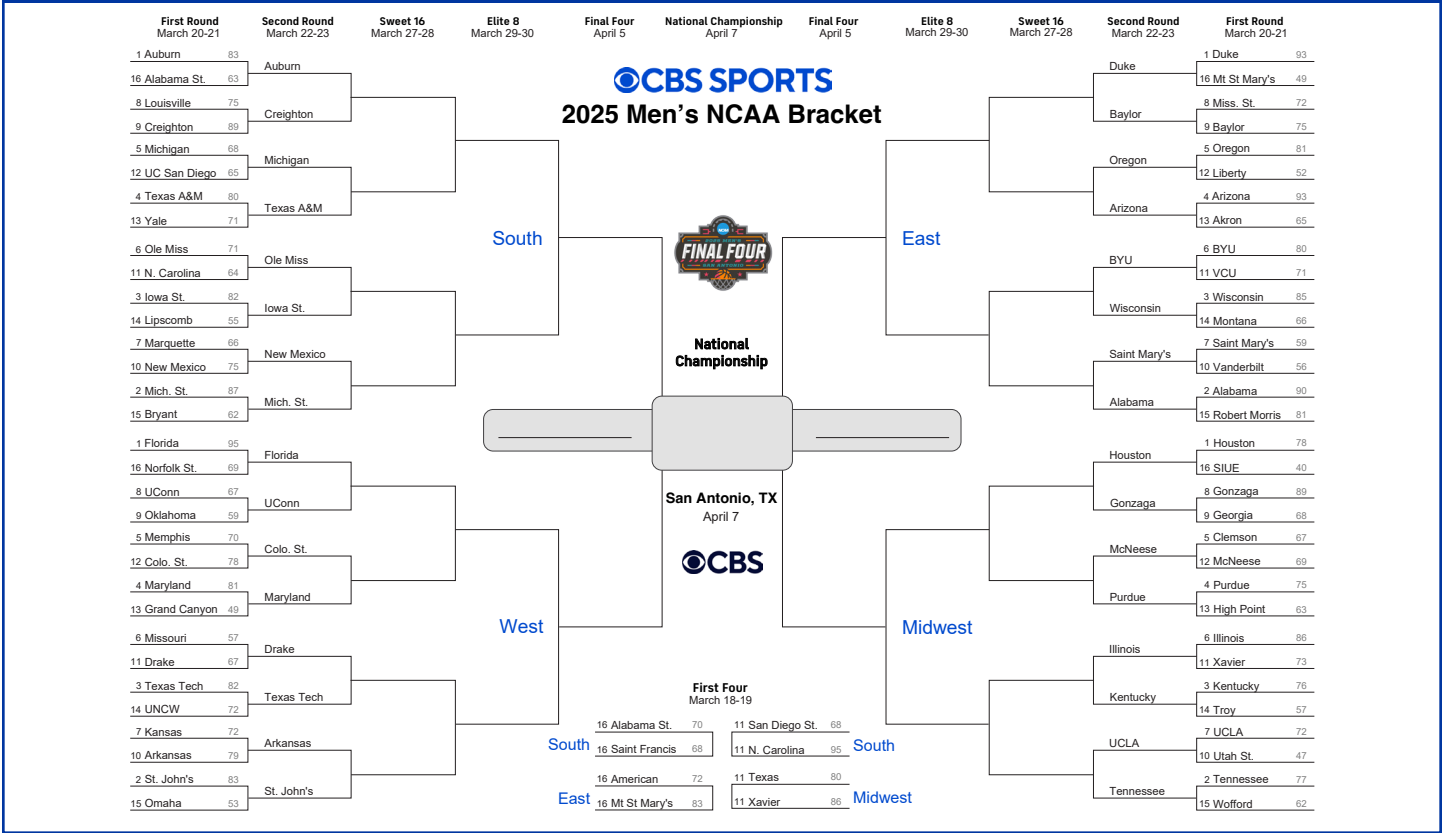 First Round
March 20-21
Second Round
March 22-23
Sweet 16
March 27-28
Elite 8
March 29-30
Final Four
April 5
National Championship
April 7
Final Four
April 5
Elite 8
March 29-30
Sweet 16
March 27-28
Second Round
March 22-23
First Round
March 20-21
CBS SPORTS
2025 Men's NCAA Bracket
1 Auburn 83
16 Alabama St. 63
8 Louisville 75
9 Creighton 89
5 Michigan 68
12 UC San Diego 65
4 Texas A&M 80
13 Yale 71
6 Ole Miss 71
11 N. Carolina 64
3 Iowa St. 82
14 Lipscomb 55
7 Marquette 66
10 New Mexico 75
2 Mich. St. 87
15 Bryant 62
Auburn
Creighton
Michigan
Texas A&M
Ole Miss
Iowa St.
New Mexico
Mich. St.
South
1 Florida 95
16 Norfolk St. 69
8 UConn 67
9 Oklahoma 59
5 Memphis 70
12 Colo. St. 78
4 Maryland 81
13 Grand Canyon 49
6 Missouri 57
11 Drake 67
3 Texas Tech 82
14 UNCW 72
7 Kansas 72
10 Arkansas 79
2 St. John's 83
15 Omaha 53
Florida
UConn
Colo. St.
Maryland
Drake
Texas Tech
Arkansas
St. John's
West
NCAA
2025 MEN'S
FINAL FOUR
SAN ANTONIO
National
Championship
San Antonio, TX
April 7
CBS
East
Duke
Baylor
Oregon
Arizona
BYU
Wisconsin
Saint Mary's
Alabama
1 Duke 93
16 Mt St Mary's 49
8 Miss. St. 72
9 Baylor 75
5 Oregon 81
12 Liberty 52
4 Arizona 93
13 Akron 65
6 BYU 80
11 VCU 71
3 Wisconsin 85
14 Montana 66
7 Saint Mary's 59
10 Vanderbilt 56
2 Alabama 90
15 Robert Morris 81
Midwest
Houston
Gonzaga
McNeese
Purdue
Illinois
Kentucky
UCLA
Tennessee
1 Houston 78
16 SIUE 40
8 Gonzaga 89
9 Georgia 68
5 Clemson 67
12 McNeese 69
4 Purdue 75
13 High Point 63
6 Illinois 86
11 Xavier 73
3 Kentucky 76
14 Troy 57
7 UCLA 72
10 Utah St. 47
2 Tennessee 77
15 Wofford 62
First Four
March 18-19
South
16 Alabama St. 70
16 Saint Francis 68
11 San Diego St. 68
11 N. Carolina 95
South
East
16 American 72
16 Mt St Mary's 83
11 Texas 80
11 Xavier 86
Midwest